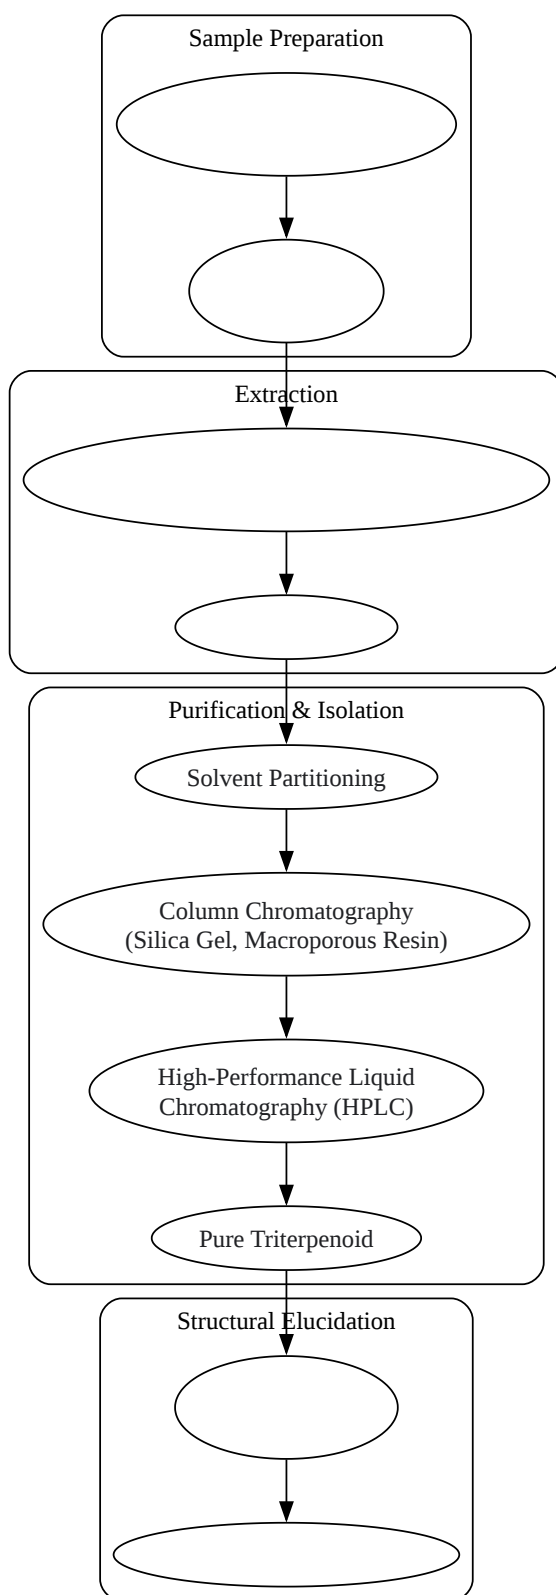 Sample Preparation
Extraction
Purification & Isolation
Solvent Partitioning
Column Chromatography
(Silica Gel, Macroporous Resin)
High-Performance Liquid
Chromatography (HPLC)
Pure Triterpenoid
Structural Elucidation